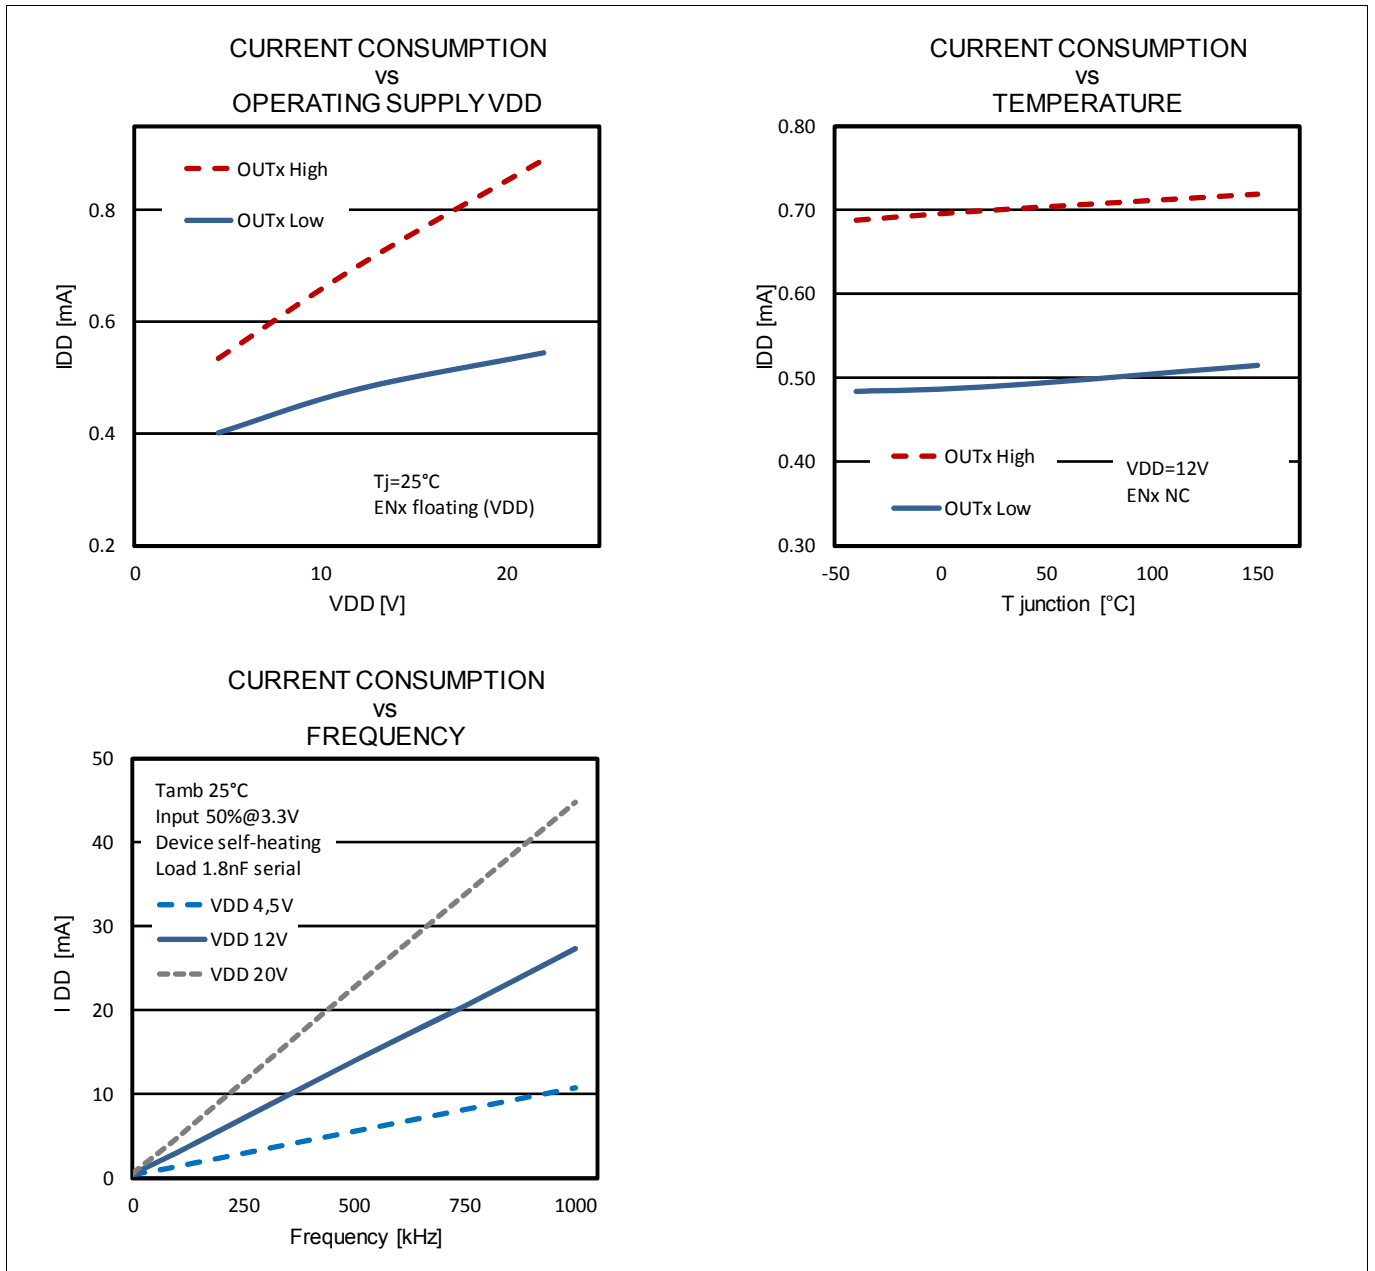 CURRENT CONSUMPTION
vs
OPERATING SUPPLY VDD
OUTx High
OUTx Low
0.8
0.6
0.4
0.2
IDD [mA]
Tj=25°C
ENx floating (VDD)
0 10 20
VDD [V]
CURRENT CONSUMPTION
vs
TEMPERATURE
0.80
0.70
0.60
0.50
0.40
0.30
IDD [mA]
OUTx High
OUTx Low
VDD=12V
ENx NC
-50 0 50 100 150
T junction [°C]
CURRENT CONSUMPTION
vs
FREQUENCY
50
40
30
20
10
0
I DD [mA]
Tamb 25°C
Input 50%@3.3V
Device self-heating
Load 1.8nF serial
VDD 4,5V
VDD 12V
VDD 20V
0 250 500 750 1000
Frequency [kHz]